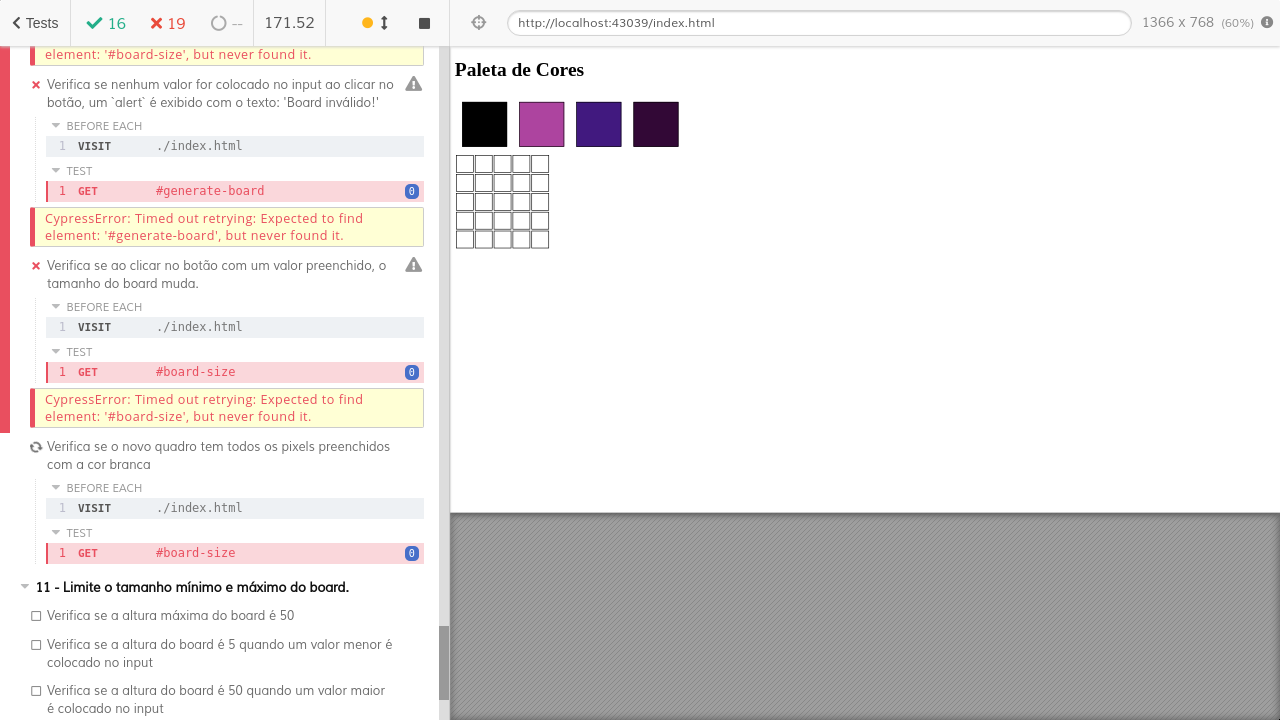 Tests 16 19 -- 171.52
http://localhost:43039/index.html 1366 x 768 (60%)
element: '#board-size', but never found it.
Verifica se nenhum valor for colocado no input ao clicar no
botão, um `alert` é exibido com o texto: 'Board inválido!'
BEFORE EACH
1 VISIT ./index.html
TEST
1 GET #generate-board 0
CypressError: Timed out retrying: Expected to find
element: '#generate-board', but never found it.
Verifica se ao clicar no botão com um valor preenchido, o
tamanho do board muda.
BEFORE EACH
1 VISIT ./index.html
TEST
1 GET #board-size 0
CypressError: Timed out retrying: Expected to find
element: '#board-size', but never found it.
Verifica se o novo quadro tem todos os pixels preenchidos
com a cor branca
BEFORE EACH
1 VISIT ./index.html
TEST
1 GET #board-size 0
11 - Limite o tamanho mínimo e máximo do board.
Verifica se a altura máxima do board é 50
Verifica se a altura do board é 5 quando um valor menor é
colocado no input
Verifica se a altura do board é 50 quando um valor maior
é colocado no input
Paleta de Cores